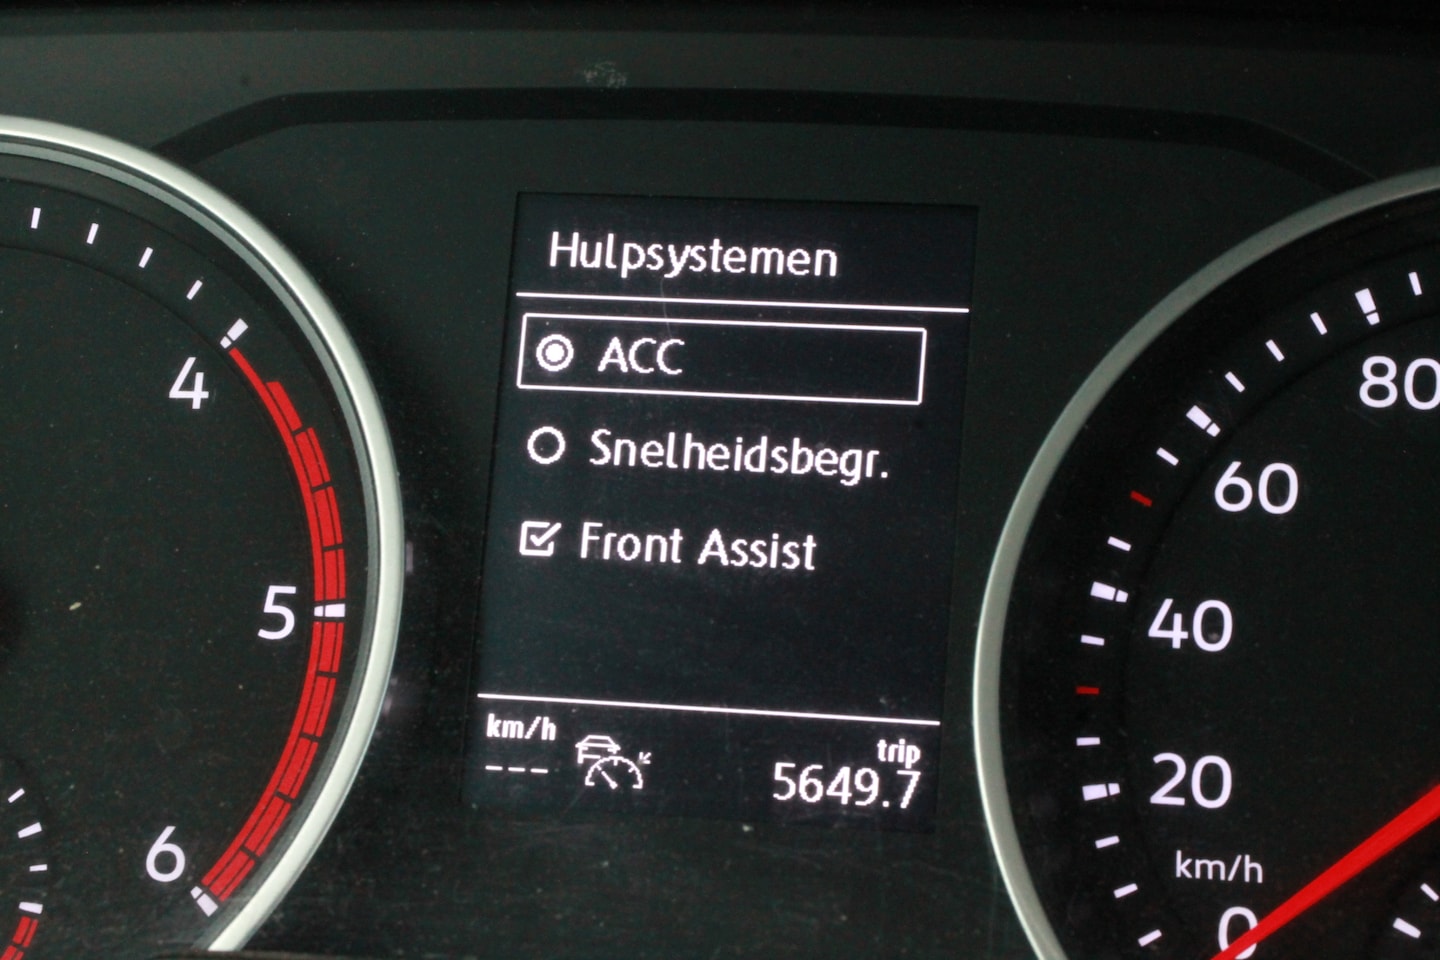 Hulpsystemen
ACC
Snelheidsbegr.
Front Assist
km/h
---
trip
5649.7
4
5
6
80
60
40
20
km/h
0